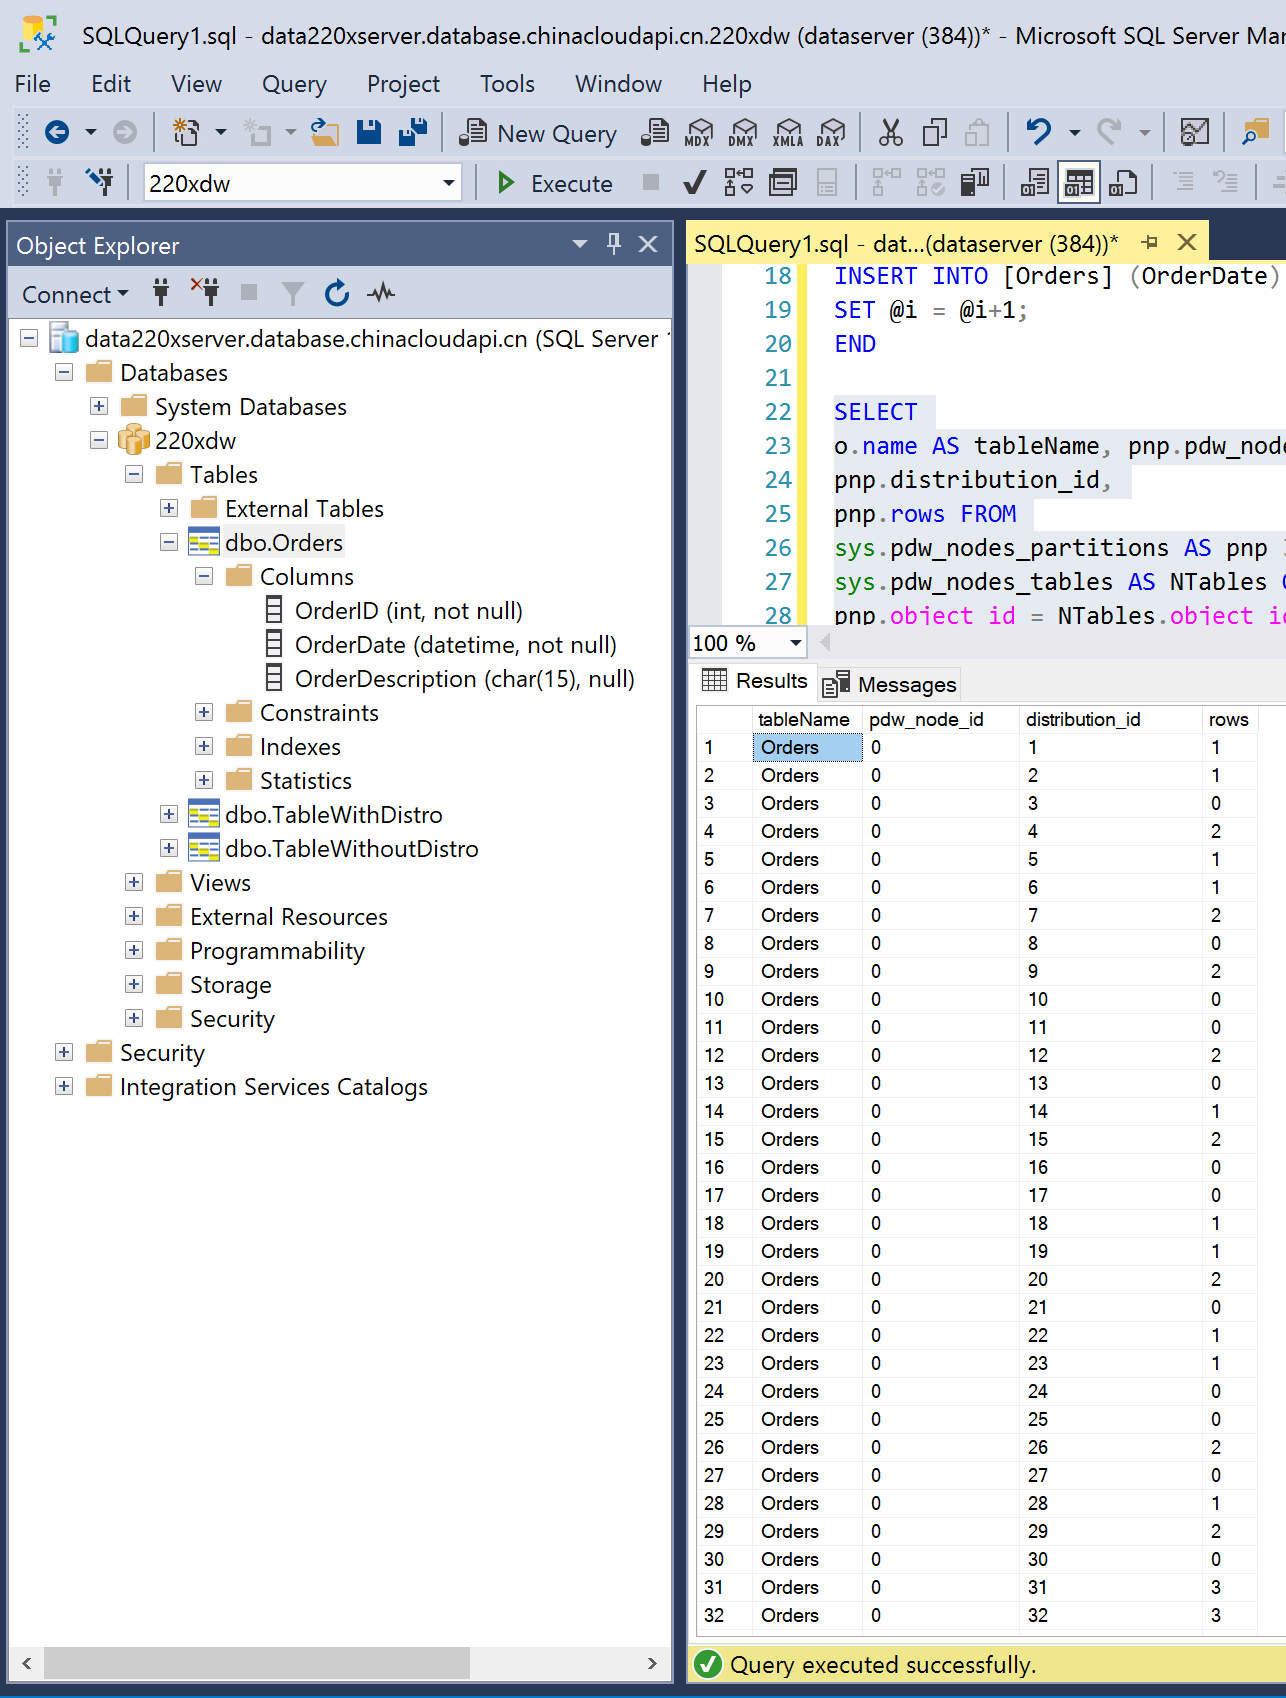 SQLQuery1.sql - data220xserver.database.chinacloudapi.cn.220xdw (dataserver (384))* - Microsoft SQL Server
File Edit View Query Project Tools Window Help
New Query MDX DMX XMLA DAX
220xdw Execute
Object Explorer
Connect
data220xserver.database.chinacloudapi.cn (SQL Server
Databases
System Databases
220xdw
Tables
External Tables
dbo.Orders
Columns
OrderID (int, not null)
OrderDate (datetime, not null)
OrderDescription (char(15), null)
Constraints
Indexes
Statistics
dbo.TableWithDistro
dbo.TableWithoutDistro
Views
External Resources
Programmability
Storage
Security
Security
Integration Services Catalogs
SQLQuery1.sql - dat...(dataserver (384))*
18 INSERT INTO [Orders] (OrderDate)
19 SET @i = @i+1;
20 END
21
22 SELECT
23 o.name AS tableName, pnp.pdw_node
24 pnp.distribution_id,
25 pnp.rows FROM
26 sys.pdw_nodes_partitions AS pnp
27 sys.pdw_nodes_tables AS NTables
28 pnp.object_id = NTables.object_id
100 %
Results Messages
tableName pdw_node_id distribution_id rows
1 Orders 0 1 1
2 Orders 0 2 1
3 Orders 0 3 0
4 Orders 0 4 2
5 Orders 0 5 1
6 Orders 0 6 1
7 Orders 0 7 2
8 Orders 0 8 0
9 Orders 0 9 2
10 Orders 0 10 0
11 Orders 0 11 0
12 Orders 0 12 2
13 Orders 0 13 0
14 Orders 0 14 1
15 Orders 0 15 2
16 Orders 0 16 0
17 Orders 0 17 0
18 Orders 0 18 1
19 Orders 0 19 1
20 Orders 0 20 2
21 Orders 0 21 0
22 Orders 0 22 1
23 Orders 0 23 1
24 Orders 0 24 0
25 Orders 0 25 0
26 Orders 0 26 2
27 Orders 0 27 0
28 Orders 0 28 1
29 Orders 0 29 2
30 Orders 0 30 0
31 Orders 0 31 3
32 Orders 0 32 3
Query executed successfully.